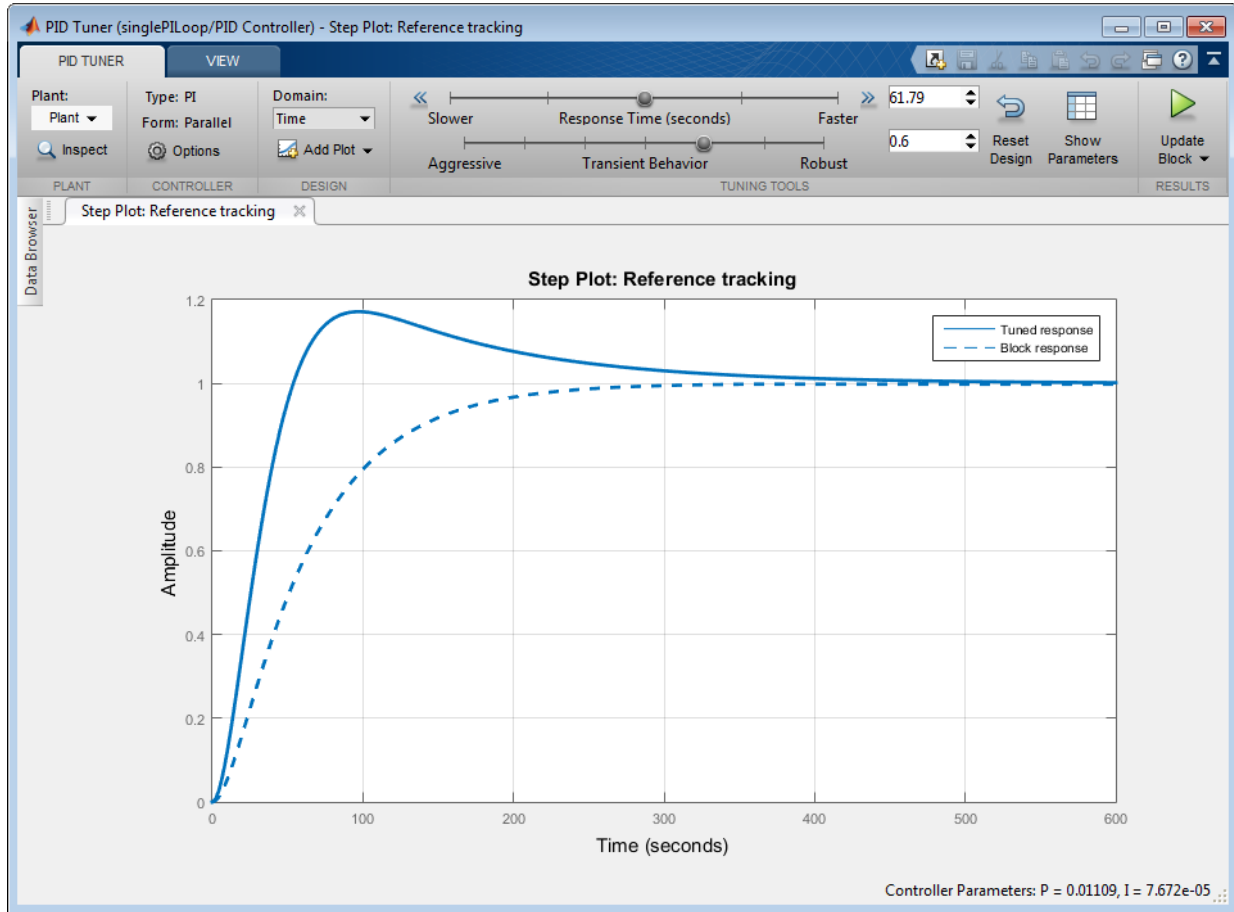 PID Tuner (singlePILoop/PID Controller) - Step Plot: Reference tracking
PID TUNER
VIEW
Plant:
Plant
Inspect
PLANT
Type: PI
Form: Parallel
Options
CONTROLLER
Domain:
Time
Add Plot
DESIGN
Slower
Response Time (seconds)
Faster
61.79
Aggressive
Transient Behavior
Robust
0.6
Reset
Design
Show
Parameters
TUNING TOOLS
Update
Block
RESULTS
Data Browser
Step Plot: Reference tracking
Step Plot: Reference tracking
Tuned response
Block response
Amplitude
1.2
1
0.8
0.6
0.4
0.2
0
0 100 200 300 400 500 600
Time (seconds)
Controller Parameters: P = 0.01109, I = 7.672e-05